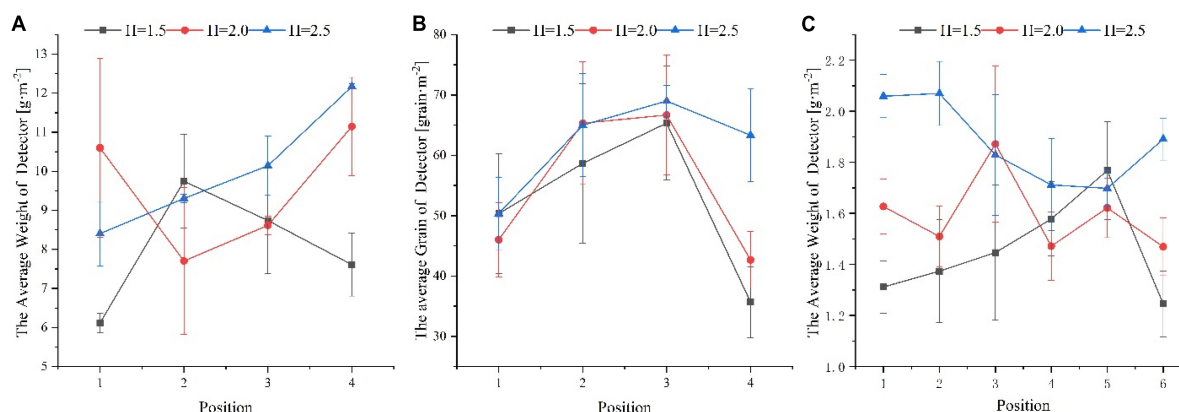 A
H=1.5 H=2.0 H=2.5
The Average Weight of Detector [g·m-2]
13
12
11
10
9
8
7
6
5
1 2 3 4
Position
B
H=1.5 H=2.0 H=2.5
The average Grain of Detector [grain·m-2]
80
70
60
50
40
30
1 2 3 4
Position
C
H=1.5 H=2.0 H=2.5
The Average Weight of Detector [g·m-2]
2.2
2.0
1.8
1.6
1.4
1.2
1.0
1 2 3 4 5 6
Position